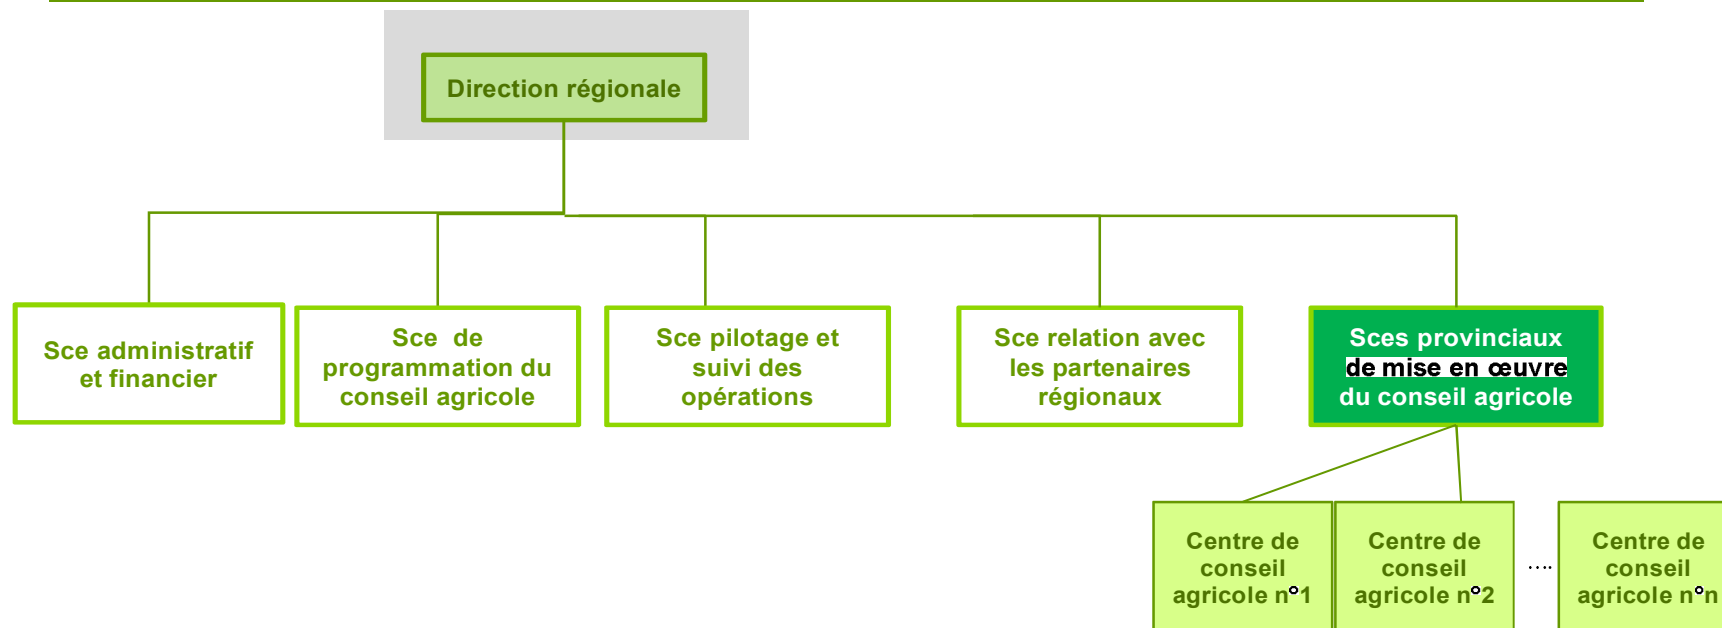 Direction régionale
Sce administratif
et financier
Sce de
programmation du
conseil agricole
Sce pilotage et
suivi des
opérations
Sce relation avec
les partenaires
régionaux
Sces provinciaux
de mise en œuvre
du conseil agricole
Centre de
conseil
agricole n°1
Centre de
conseil
agricole n°2
....
Centre de
conseil
agricole n°n